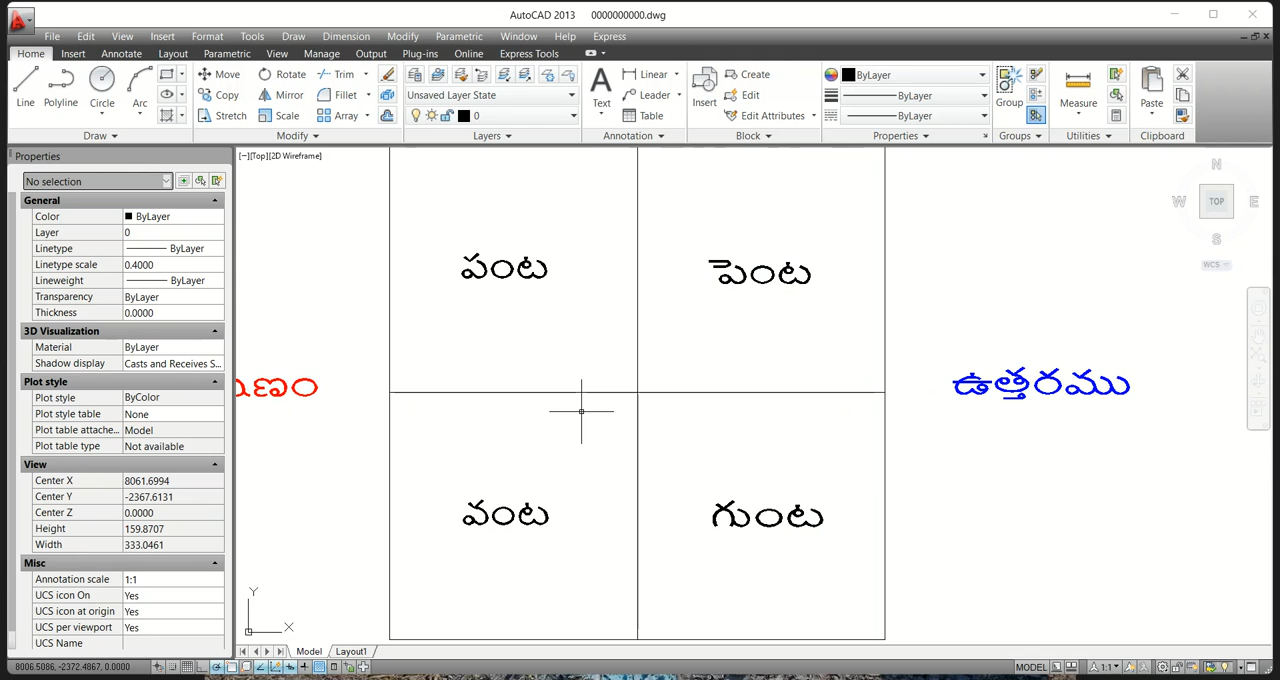 AutoCAD 2013 0000000000.dwg
File Edit View Insert Format Tools Draw Dimension Modify Parametric Window Help Express
Home Insert Annotate Layout Parametric View Manage Output Plug-ins Online Express Tools
Line Polyline Circle Arc
Move Rotate Trim
Copy Mirror Fillet
Stretch Scale Array
Unsaved Layer State
0
Text
Linear
Leader
Table
Insert
Create
Edit
Edit Attributes
ByLayer
ByLayer
ByLayer
Group
Measure
Paste
Draw Modify Layers Annotation Block Properties Groups Utilities Clipboard
Properties
No selection
General
Color ByLayer
Layer 0
Linetype ByLayer
Linetype scale 0.4000
Lineweight ByLayer
Transparency ByLayer
Thickness 0.0000
3D Visualization
Material ByLayer
Shadow display Casts and Receives S...
Plot style
Plot style ByColor
Plot style table None
Plot table attache... Model
Plot table type Not available
View
Center X 8061.6994
Center Y -2367.6131
Center Z 0.0000
Height 159.8707
Width 333.0461
Misc
Annotation scale 1:1
UCS icon On Yes
UCS icon at origin Yes
UCS per viewport Yes
UCS Name
[−][Top][2D Wireframe]
పంట పెంట
ఉత్తరము
వంట గుంట
N
W TOP E
S
WCS
Y
X
Model Layout1
8006.5086, -2372.4867, 0.0000
MODEL 1:1